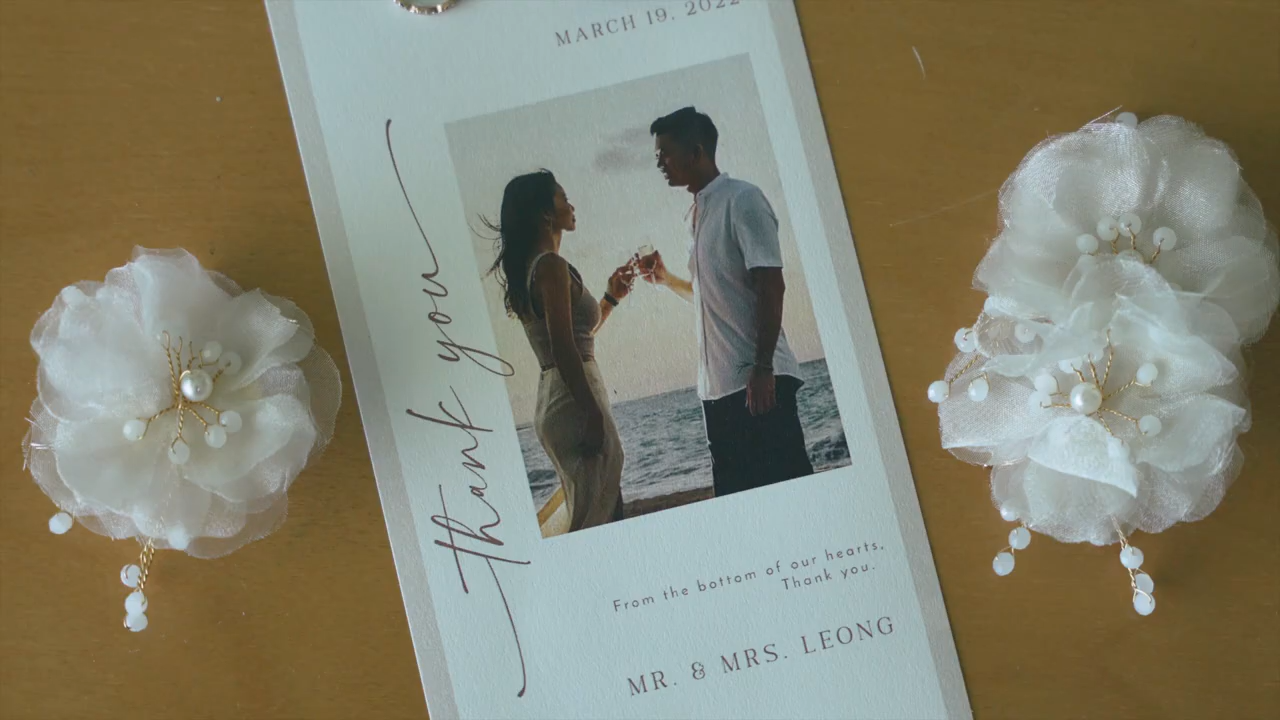 MARCH 19. 2022
Thank you
From the bottom of our hearts,
Thank you.
MR. & MRS. LEONG